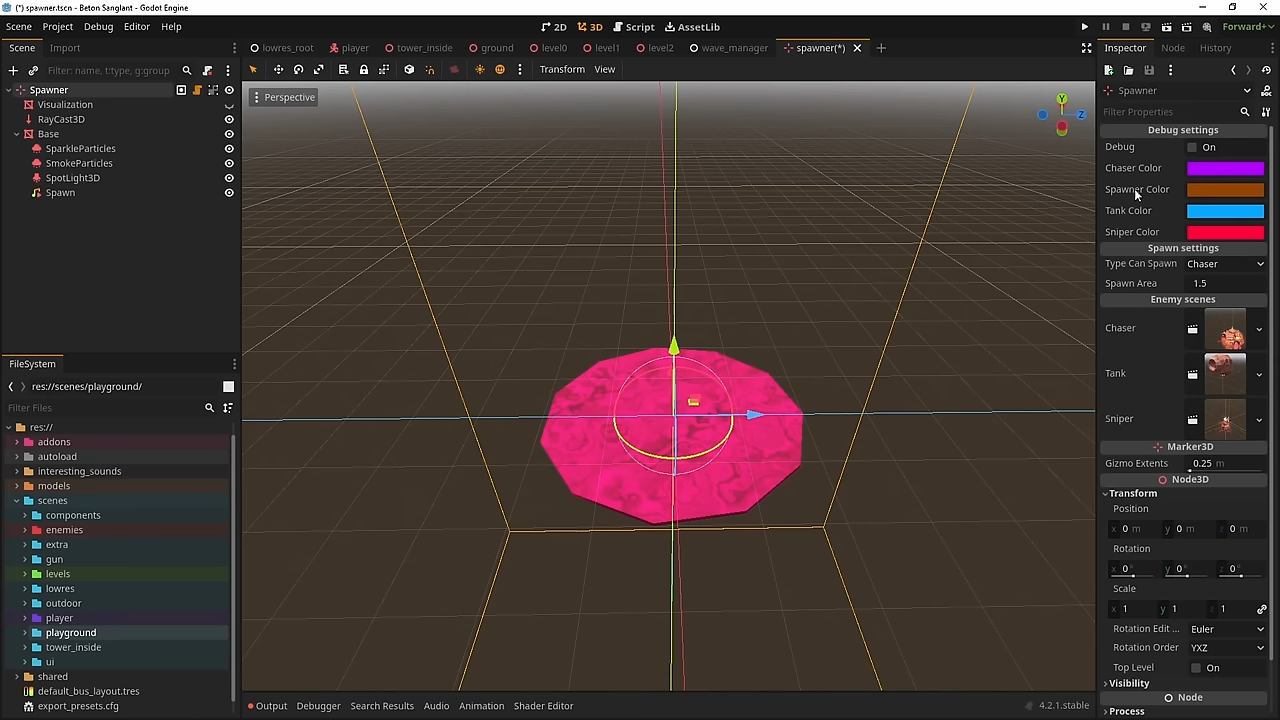 (*) spawner.tscn - Beton Sanglant - Godot Engine
Scene Project Debug Editor Help
2D 3D Script AssetLib
Forward+
Scene Import
lowres_root player tower_inside ground level0 level1 level2 wave_manager spawner(*)
Inspector Node History
Filter: name, t:type, g:group
Transform View
Spawner
Visualization
RayCast3D
Base
SparkleParticles
SmokeParticles
SpotLight3D
Spawn
Perspective
Y
Z
FileSystem
res://scenes/playground/
Filter Files
res://
addons
autoload
interesting_sounds
models
scenes
components
enemies
extra
gun
levels
lowres
outdoor
player
playground
tower_inside
ui
shared
default_bus_layout.tres
export_presets.cfg
Output Debugger Search Results Audio Animation Shader Editor
4.2.1.stable
Spawner
Filter Properties
Debug settings
Debug On
Chaser Color
Spawner Color
Tank Color
Sniper Color
Spawn settings
Type Can Spawn Chaser
Spawn Area 1.5
Enemy scenes
Chaser
Tank
Sniper
Marker3D
Gizmo Extents 0.25 m
Node3D
Transform
Position
x 0 m y 0 m z 0 m
Rotation
x 0° y 0° z 0°
Scale
x 1 y 1 z 1
Rotation Edit ... Euler
Rotation Order YXZ
Top Level On
Visibility
Node
Process